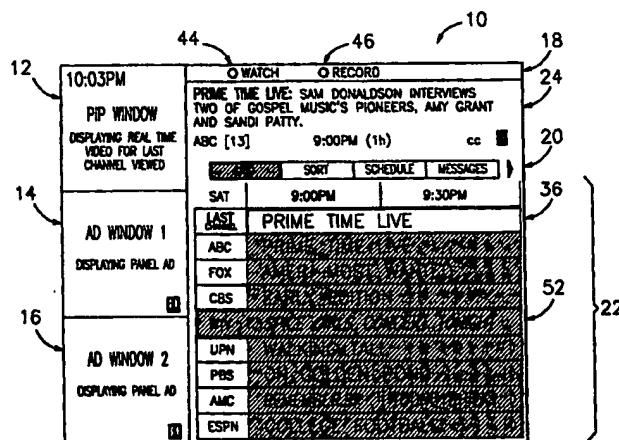 44
46
10
12
18
WATCH RECORD
10:03PM
24
PIP WINDOW
DISPLAYING REAL TIME
VIDEO FOR LAST
CHANNEL VIEWED
PRIME TIME LIVE: SAM DONALDSON INTERVIEWS
TWO OF GOSPEL MUSIC'S PIONEERS, AMY GRANT
AND SANDI PATTY.
ABC [13] 9:00PM (1h) cc
20
SORT SCHEDULE MESSAGES
14
SAT 9:00PM 9:30PM
36
AD WINDOW 1
DISPLAYING PANEL AD
LAST CHANNEL PRIME TIME LIVE
ABC PRIME TIME LIVE
FOX
CBS
52
22
16
AD WINDOW 2
DISPLAYING PANEL AD
UPN
PBS
AMC
ESPN